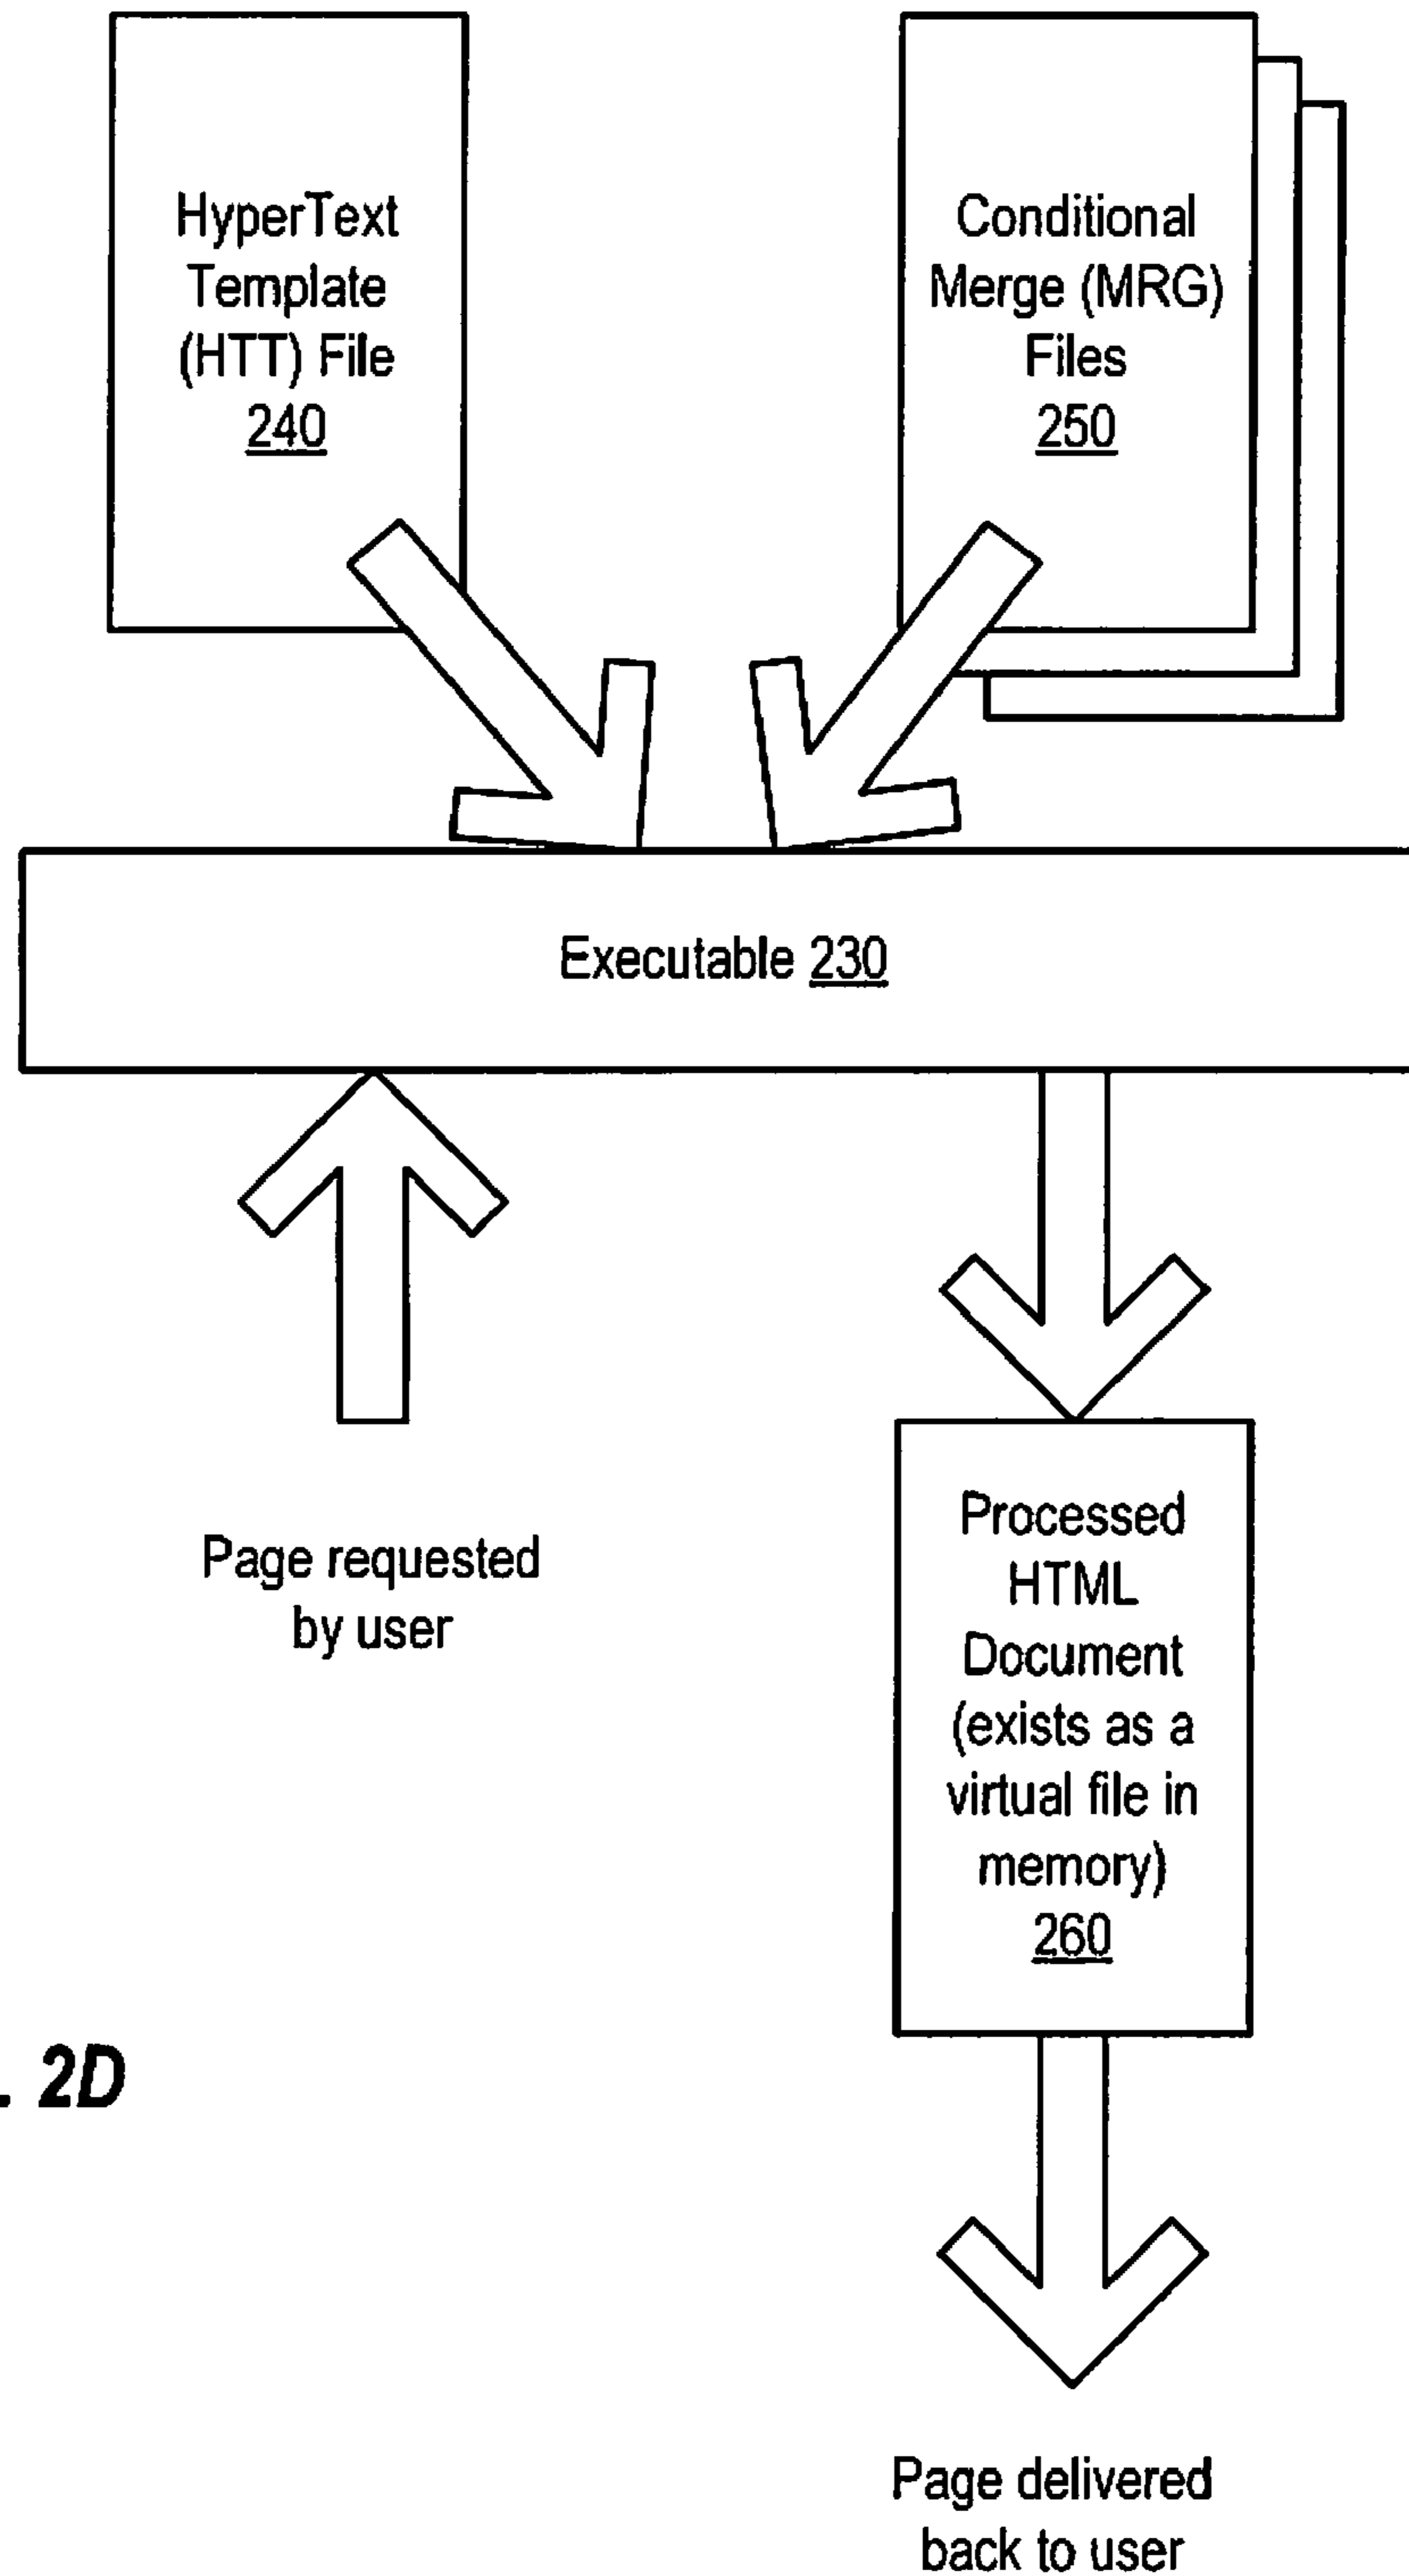 HyperText
Template
(HTT) File
240
Conditional
Merge (MRG)
Files
250
Executable 230
Page requested
by user
Processed
HTML
Document
(exists as a
virtual file in
memory)
260
. 2D
Page delivered
back to user